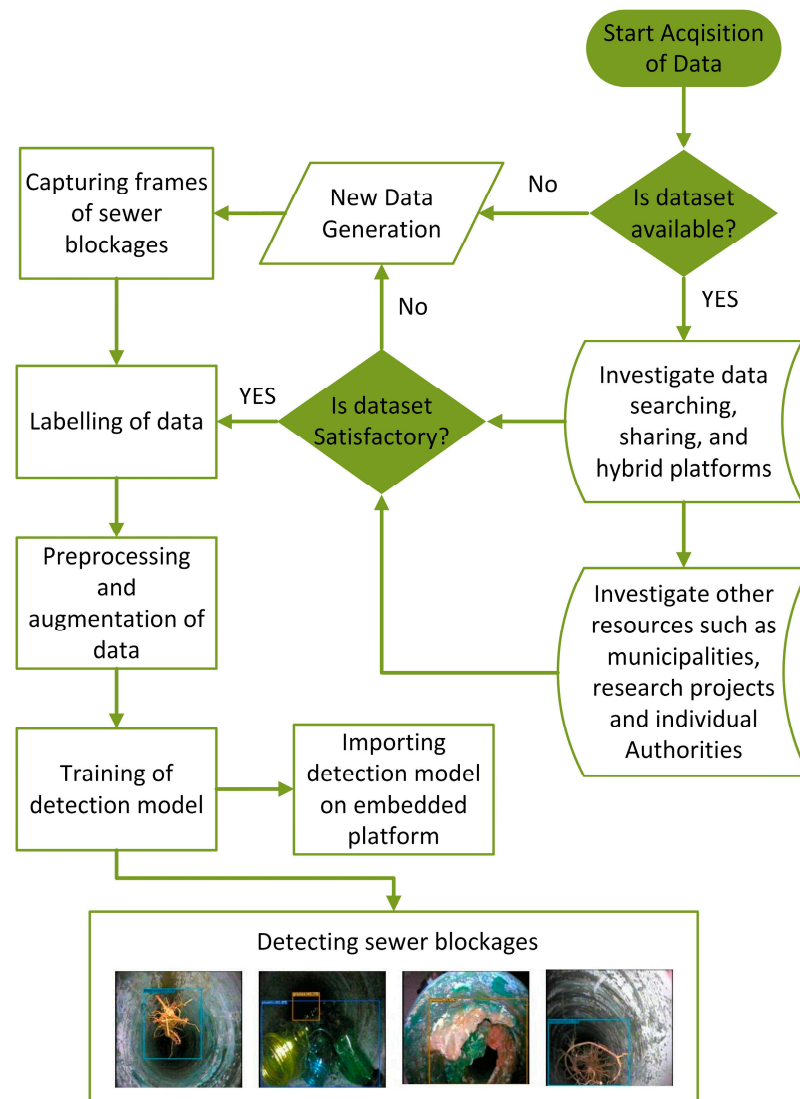 Start Acqisition
of Data
Is dataset
available?
No
YES
New Data
Generation
Capturing frames
of sewer
blockages
Investigate data
searching,
sharing, and
hybrid platforms
Investigate other
resources such as
municipalities,
research projects
and individual
Authorities
Is dataset
Satisfactory?
No
YES
Labelling of data
Preprocessing
and
augmentation of
data
Training of
detection model
Importing
detection model
on embedded
platform
Detecting sewer blockages